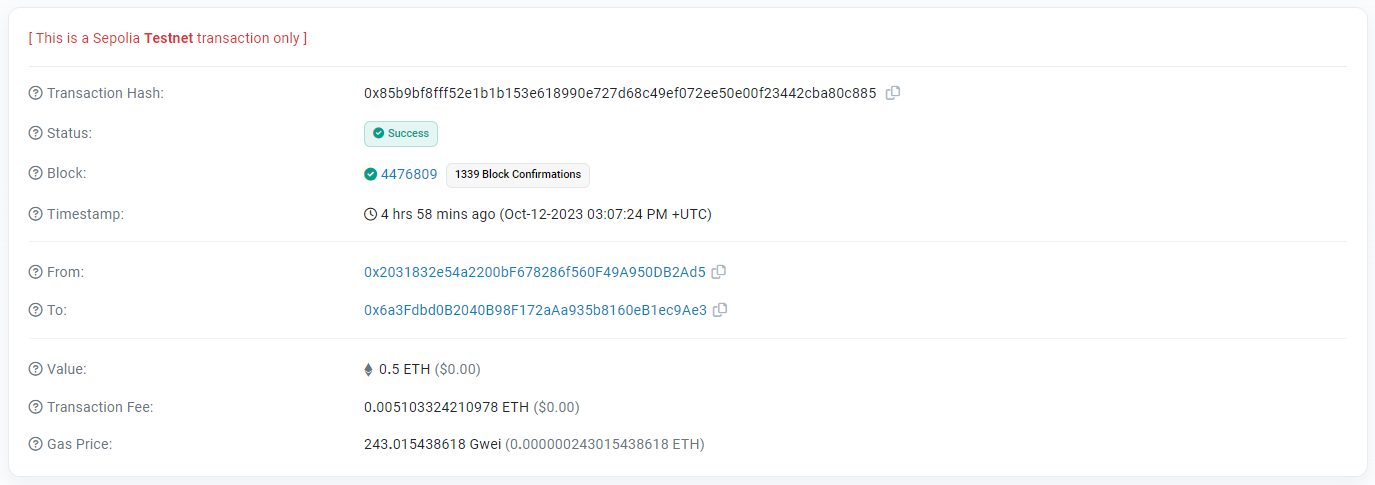 [ This is a Sepolia Testnet transaction only ]
Transaction Hash: 0x85b9bf8fff52e1b1b153e618990e727d68c49ef072ee50e00f23442cba80c885
Status: Success
Block: 4476809 1339 Block Confirmations
Timestamp: 4 hrs 58 mins ago (Oct-12-2023 03:07:24 PM +UTC)
From: 0x2031832e54a2200bF678286f560F49A950DB2Ad5
To: 0x6a3Fdbd0B2040B98F172aAa935b8160eB1ec9Ae3
Value: 0.5 ETH ($0.00)
Transaction Fee: 0.005103324210978 ETH ($0.00)
Gas Price: 243.015438618 Gwei (0.000000243015438618 ETH)